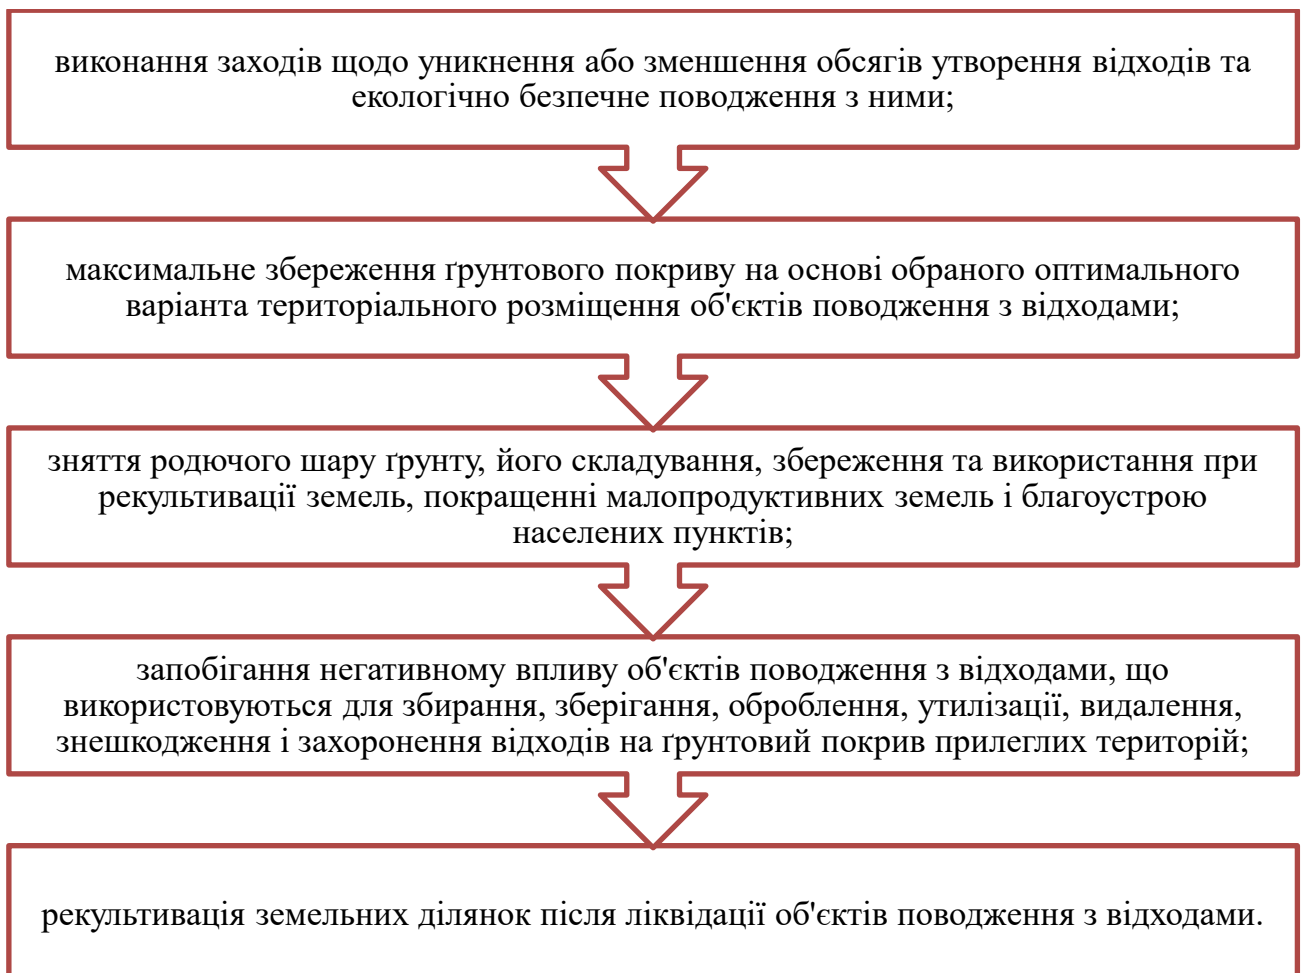 виконання заходів щодо уникнення або зменшення обсягів утворення відходів та
екологічно безпечне поводження з ними;
максимальне збереження ґрунтового покриву на основі обраного оптимального
варіанта територіального розміщення об'єктів поводження з відходами;
зняття родючого шару ґрунту, його складування, збереження та використання при
рекультивації земель, покращенні малопродуктивних земель і благоустрою
населених пунктів;
запобігання негативному впливу об'єктів поводження з відходами, що
використовуються для збирання, зберігання, оброблення, утилізації, видалення,
знешкодження і захоронення відходів на ґрунтовий покрив прилеглих територій;
рекультивація земельних ділянок після ліквідації об'єктів поводження з відходами.